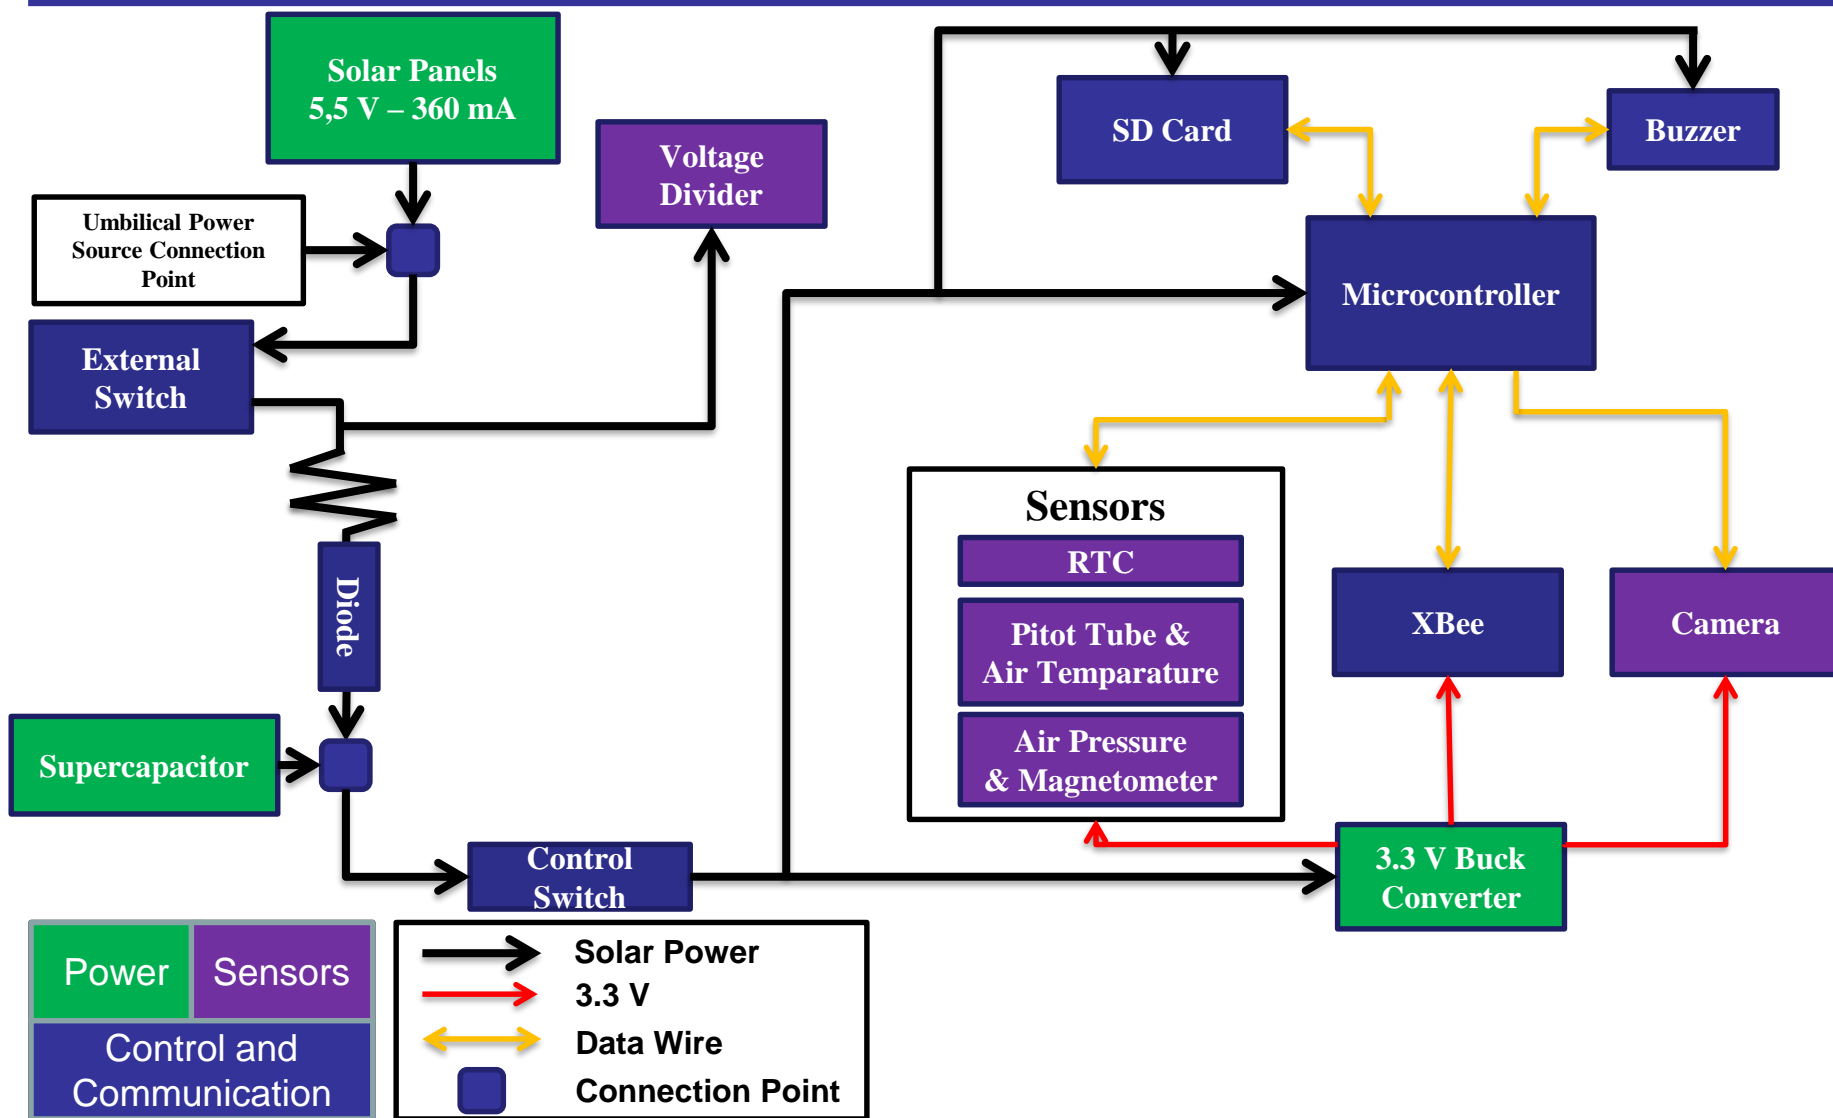 Solar Panels
5,5 V – 360 mA
Umbilical Power
Source Connection
Point
External
Switch
Voltage
Divider
SD Card
Buzzer
Microcontroller
Diode
Supercapacitor
Control
Switch
Sensors
RTC
Pitot Tube &
Air Temparature
Air Pressure
& Magnetometer
XBee
Camera
3.3 V Buck
Converter
Power
Sensors
Control and
Communication
Solar Power
3.3 V
Data Wire
Connection Point